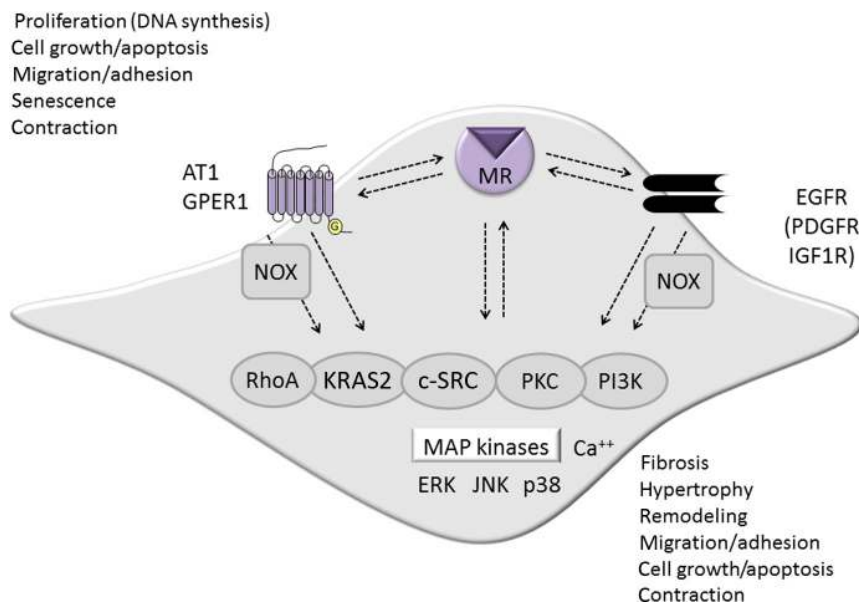 Proliferation (DNA synthesis)
Cell growth/apoptosis
Migration/adhesion
Senescence
Contraction
AT1
GPER1
G
MR
EGFR
(PDGFR
IGF1R)
NOX
NOX
RhoA KRAS2 c-SRC PKC PI3K
MAP kinases Ca⁺⁺
ERK JNK p38
Fibrosis
Hypertrophy
Remodeling
Migration/adhesion
Cell growth/apoptosis
Contraction